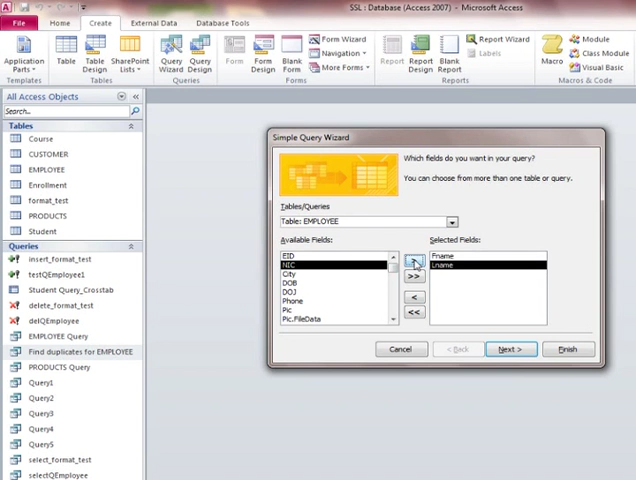 SSL : Database (Access 2007) - Microsoft Access
File Home Create External Data Database Tools
Application Parts Table Table Design SharePoint Lists Query Wizard Query Design Form Form Design Blank Form Form Wizard Navigation More Forms Report Report Design Blank Report Report Wizard Labels Macro Module Class Module Visual Basic
Templates Tables Queries Forms Reports Macros & Code
All Access Objects
Search...
Tables
Course
CUSTOMER
EMPLOYEE
Enrollment
format_test
PRODUCTS
Student
Queries
insert_format_test
testQEmployee1
Student Query_Crosstab
delete_format_test
delQEmployee
EMPLOYEE Query
Find duplicates for EMPLOYEE
PRODUCTS Query
Query1
Query2
Query3
Query4
Query5
select_format_test
selectQEmployee
Simple Query Wizard
Which fields do you want in your query?
You can choose from more than one table or query.
Tables/Queries
Table: EMPLOYEE
Available Fields:
EID
NIC
City
DOB
DOJ
Phone
Pic
Pic.FileData
>
>>
<
<<
Selected Fields:
Fname
Lname
Cancel < Back Next > Finish